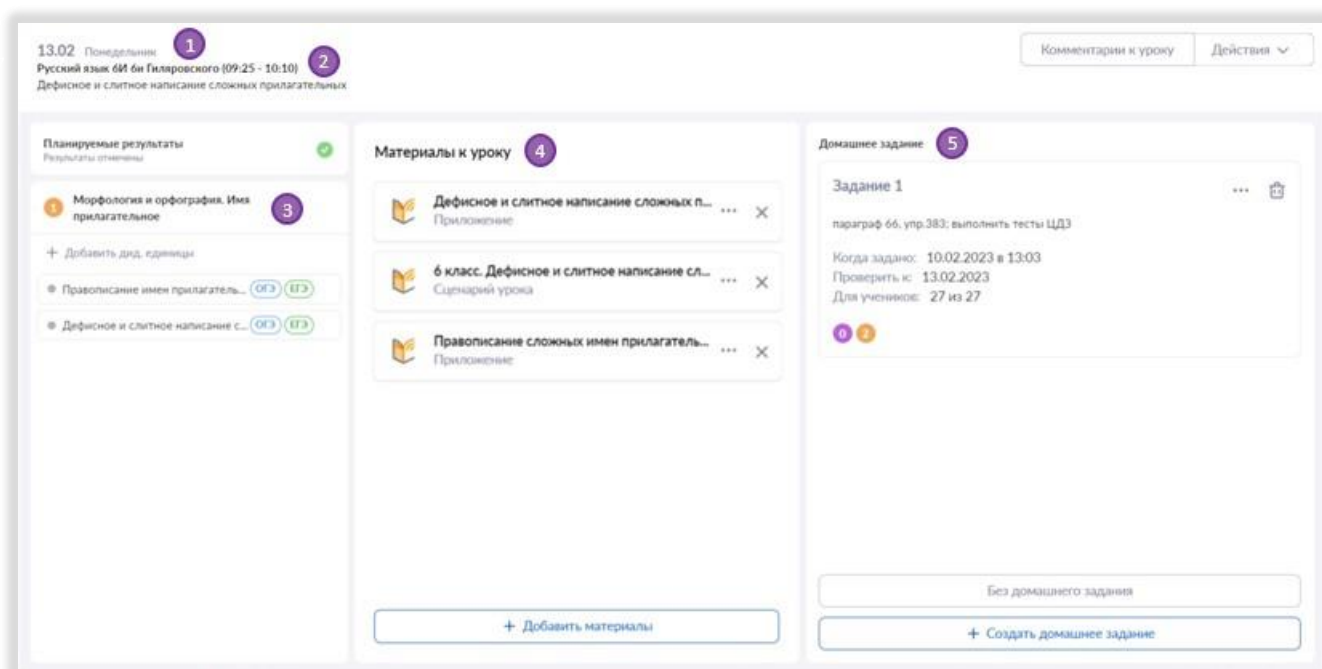 13.02 Понедельник 1
Русский язык 6И 6и Гиляровского (09:25 - 10:10) 2
Дефисное и слитное написание сложных прилагательных
Комментарии к уроку Действия
Планируемые результаты
Результаты отмечены
1 Морфология и орфография. Имя
прилагательное 3
+ Добавить дид. единицы
Правописание имен прилагатель... ОГЭ ЕГЭ
Дефисное и слитное написание с... ОГЭ ЕГЭ
Материалы к уроку 4
Дефисное и слитное написание сложных п... ...
Приложение
6 класс. Дефисное и слитное написание сл... ...
Сценарий урока
Правописание сложных имен прилагатель... ...
Приложение
+ Добавить материалы
Домашнее задание 5
Задание 1 ...
параграф 66, упр.383; выполнить тесты ЦДЗ
Когда задано: 10.02.2023 в 13:03
Проверить к: 13.02.2023
Для учеников: 27 из 27
0 2
Без домашнего задания
+ Создать домашнее задание